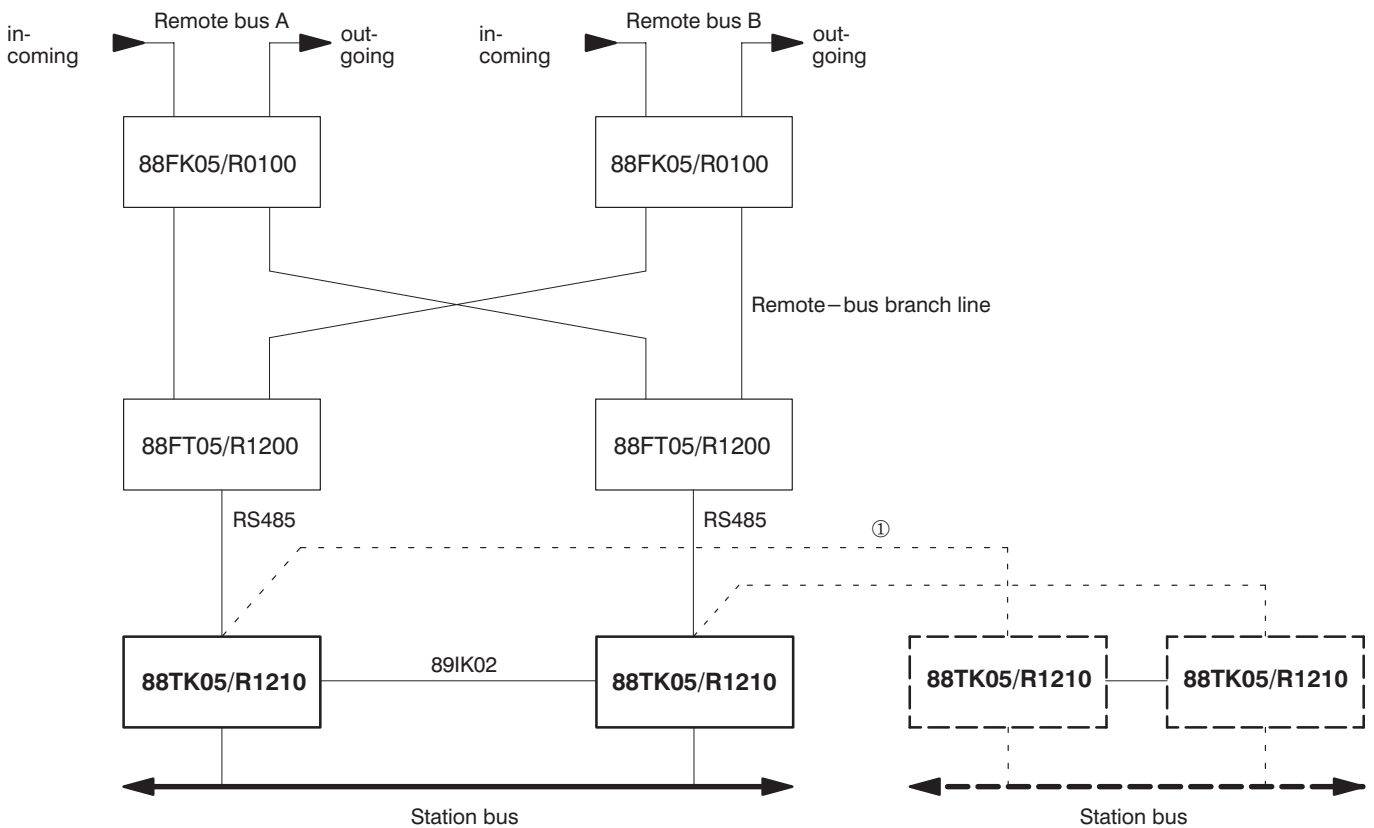 Remote bus A
in-
coming
out-
going
Remote bus B
in-
coming
out-
going
88FK05/R0100
88FK05/R0100
Remote−bus branch line
88FT05/R1200
88FT05/R1200
RS485
RS485
①
88TK05/R1210
89IK02
88TK05/R1210
88TK05/R1210
88TK05/R1210
Station bus
Station bus